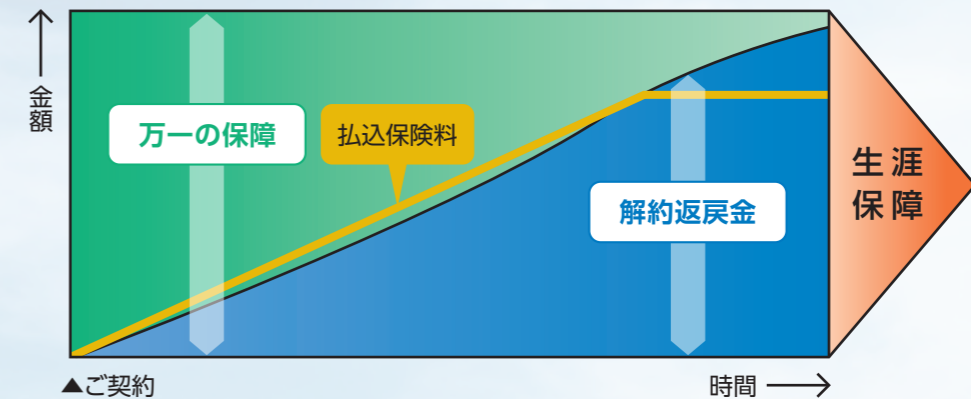 金額
万一の保障
払込保険料
解約返戻金
生涯
保障
▲ご契約
時間